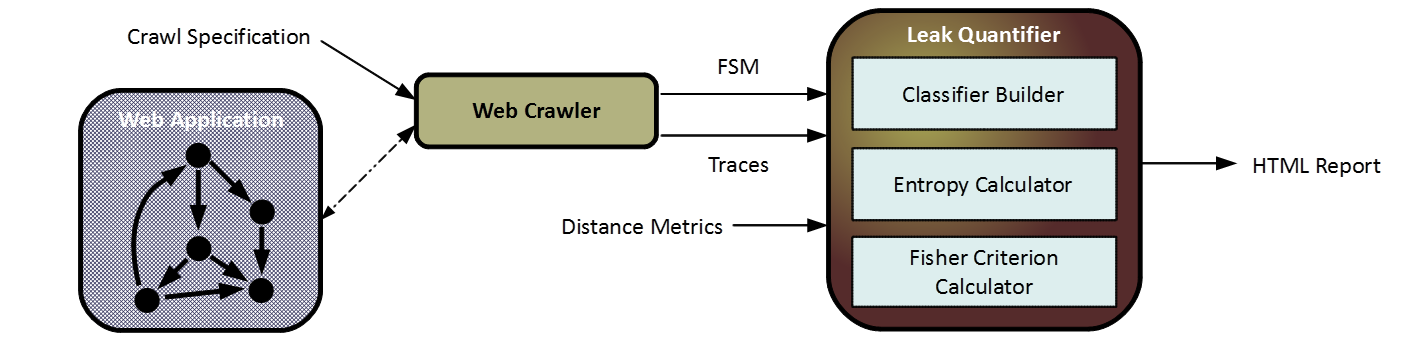 Crawl Specification
Web Application
Web Crawler
FSM
Traces
Distance Metrics
Leak Quantifier
Classifier Builder
Entropy Calculator
Fisher Criterion
Calculator
HTML Report